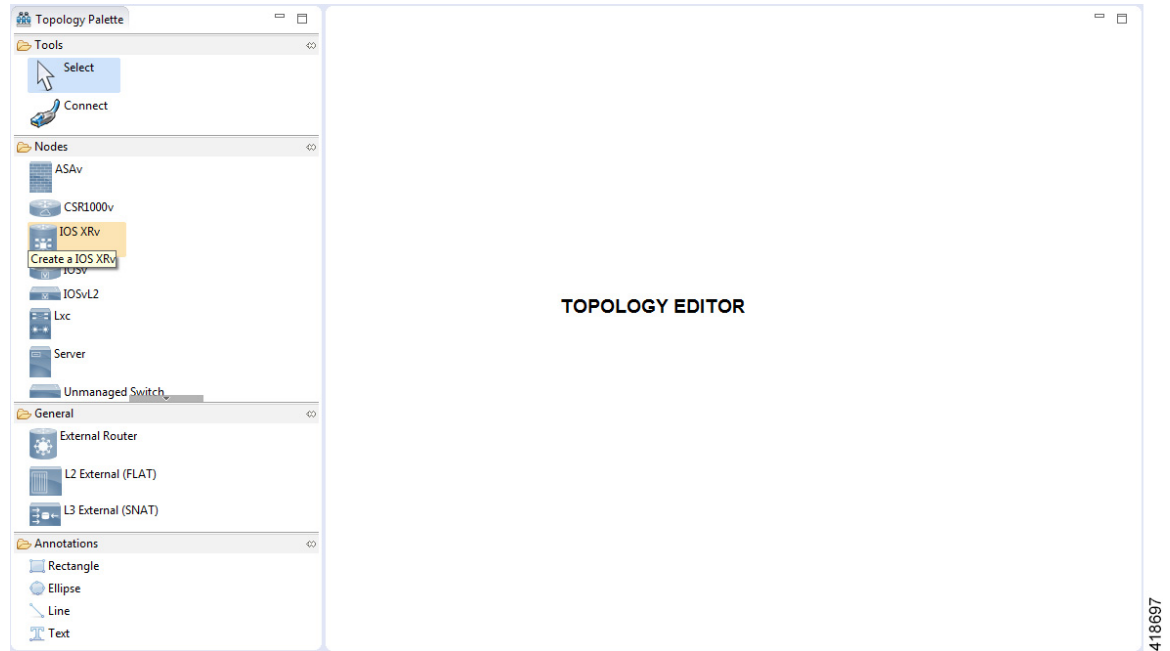 Topology Palette
Tools
Select
Connect
Nodes
ASAv
CSR1000v
IOS XRv
Create a IOS XRv
IOSv
IOSvL2
Lxc
Server
Unmanaged Switch
General
External Router
L2 External (FLAT)
L3 External (SNAT)
Annotations
Rectangle
Ellipse
Line
Text
TOPOLOGY EDITOR
418697